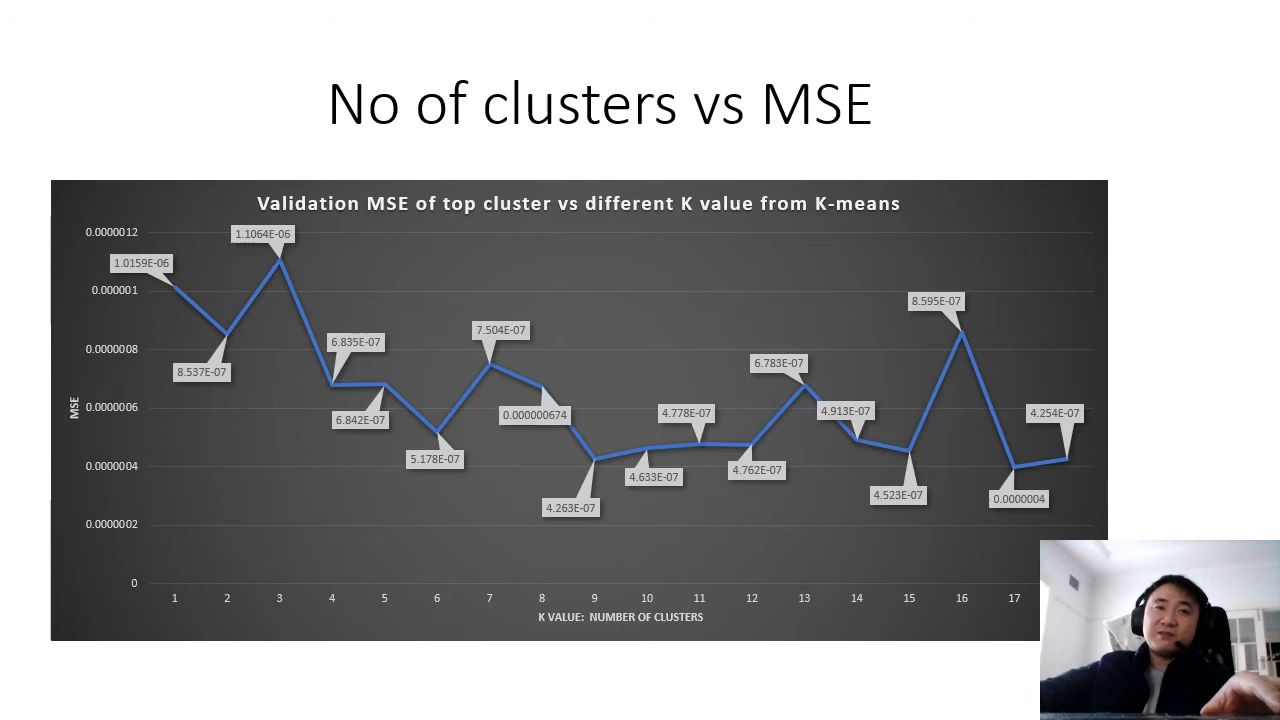 No of clusters vs MSE
Validation MSE of top cluster vs different K value from K-means
0.0000012
0.000001
0.0000008
0.0000006
0.0000004
0.0000002
0
MSE
1.0159E-06
8.537E-07
1.1064E-06
6.835E-07
6.842E-07
5.178E-07
7.504E-07
0.000000674
4.263E-07
4.633E-07
4.778E-07
4.762E-07
6.783E-07
4.913E-07
4.523E-07
8.595E-07
0.0000004
4.254E-07
1 2 3 4 5 6 7 8 9 10 11 12 13 14 15 16 17
K VALUE: NUMBER OF CLUSTERS